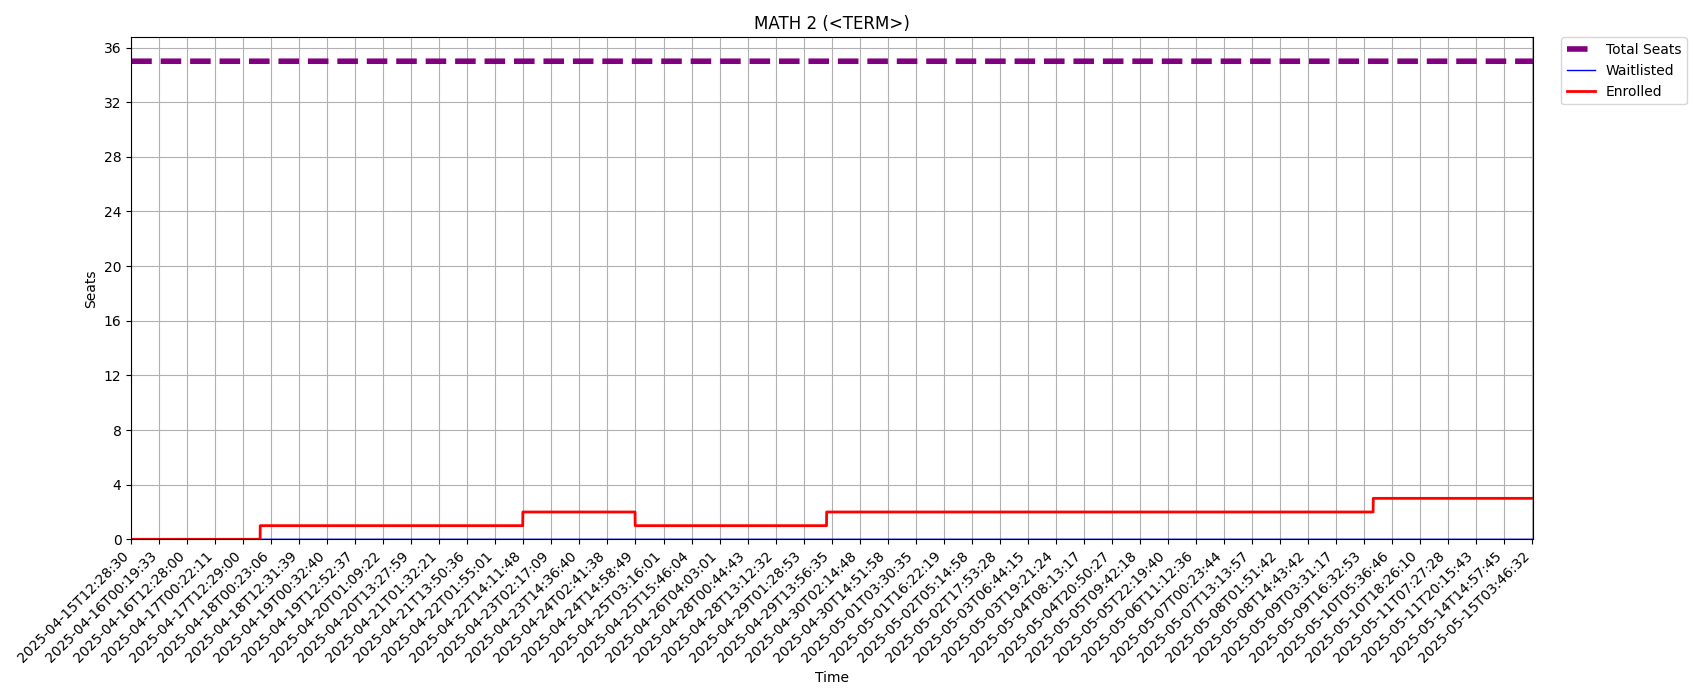 MATH 2 (<TERM>)
Total Seats
Waitlisted
Enrolled
36
32
28
24
20
16
12
8
4
0
Seats
2025-04-15T12:28:30
2025-04-16T00:19:33
2025-04-16T12:28:00
2025-04-17T00:22:11
2025-04-17T12:29:00
2025-04-18T00:23:06
2025-04-18T12:31:39
2025-04-19T00:32:40
2025-04-19T12:52:37
2025-04-20T01:09:22
2025-04-20T13:27:59
2025-04-21T01:32:21
2025-04-21T13:50:36
2025-04-22T01:55:01
2025-04-22T14:11:48
2025-04-23T02:17:09
2025-04-23T14:36:40
2025-04-24T02:41:38
2025-04-24T14:58:49
2025-04-25T03:16:01
2025-04-25T15:46:04
2025-04-26T04:03:01
2025-04-28T00:44:43
2025-04-28T13:12:32
2025-04-29T01:28:53
2025-04-29T13:56:35
2025-04-30T02:14:48
2025-04-30T14:51:58
2025-05-01T03:30:35
2025-05-01T16:22:19
2025-05-02T05:14:58
2025-05-02T17:53:28
2025-05-03T06:44:15
2025-05-03T19:21:24
2025-05-04T08:13:17
2025-05-04T20:50:27
2025-05-05T09:42:18
2025-05-05T22:19:40
2025-05-06T11:12:36
2025-05-07T00:23:44
2025-05-07T13:13:57
2025-05-08T01:51:42
2025-05-08T14:43:42
2025-05-09T03:31:17
2025-05-09T16:32:53
2025-05-10T05:36:46
2025-05-10T18:26:10
2025-05-11T07:27:28
2025-05-11T20:15:43
2025-05-14T14:57:45
2025-05-15T03:46:32
Time